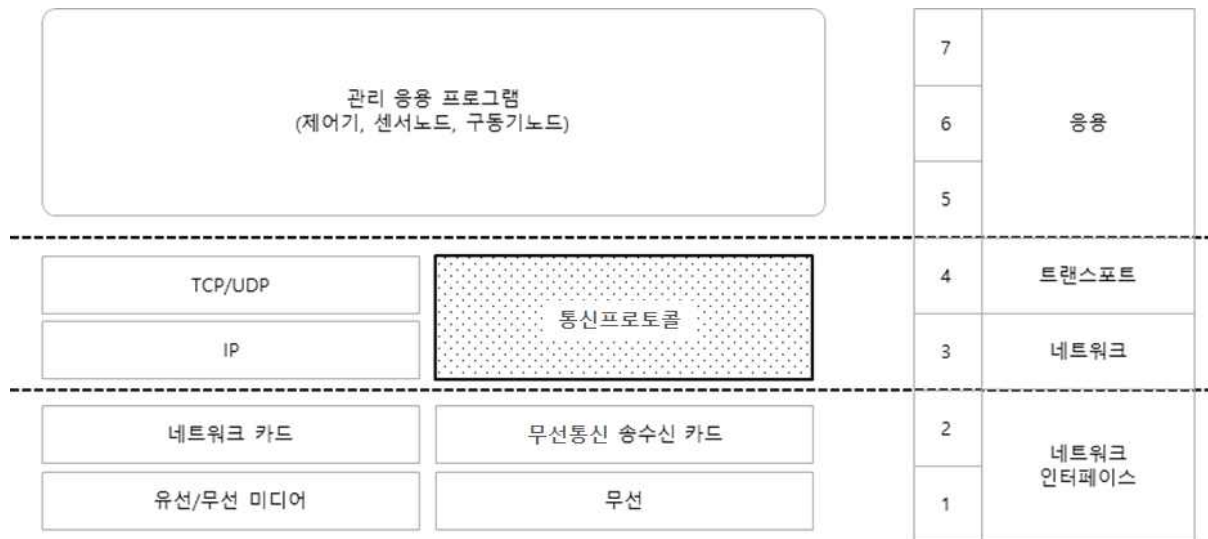 관리 응용 프로그램
(제어기, 센서노드, 구동기노드)
7
6
응용
5
TCP/UDP
통신프로토콜
4
트랜스포트
IP
3
네트워크
네트워크 카드
무선통신 송수신 카드
2
네트워크
인터페이스
유선/무선 미디어
무선
1